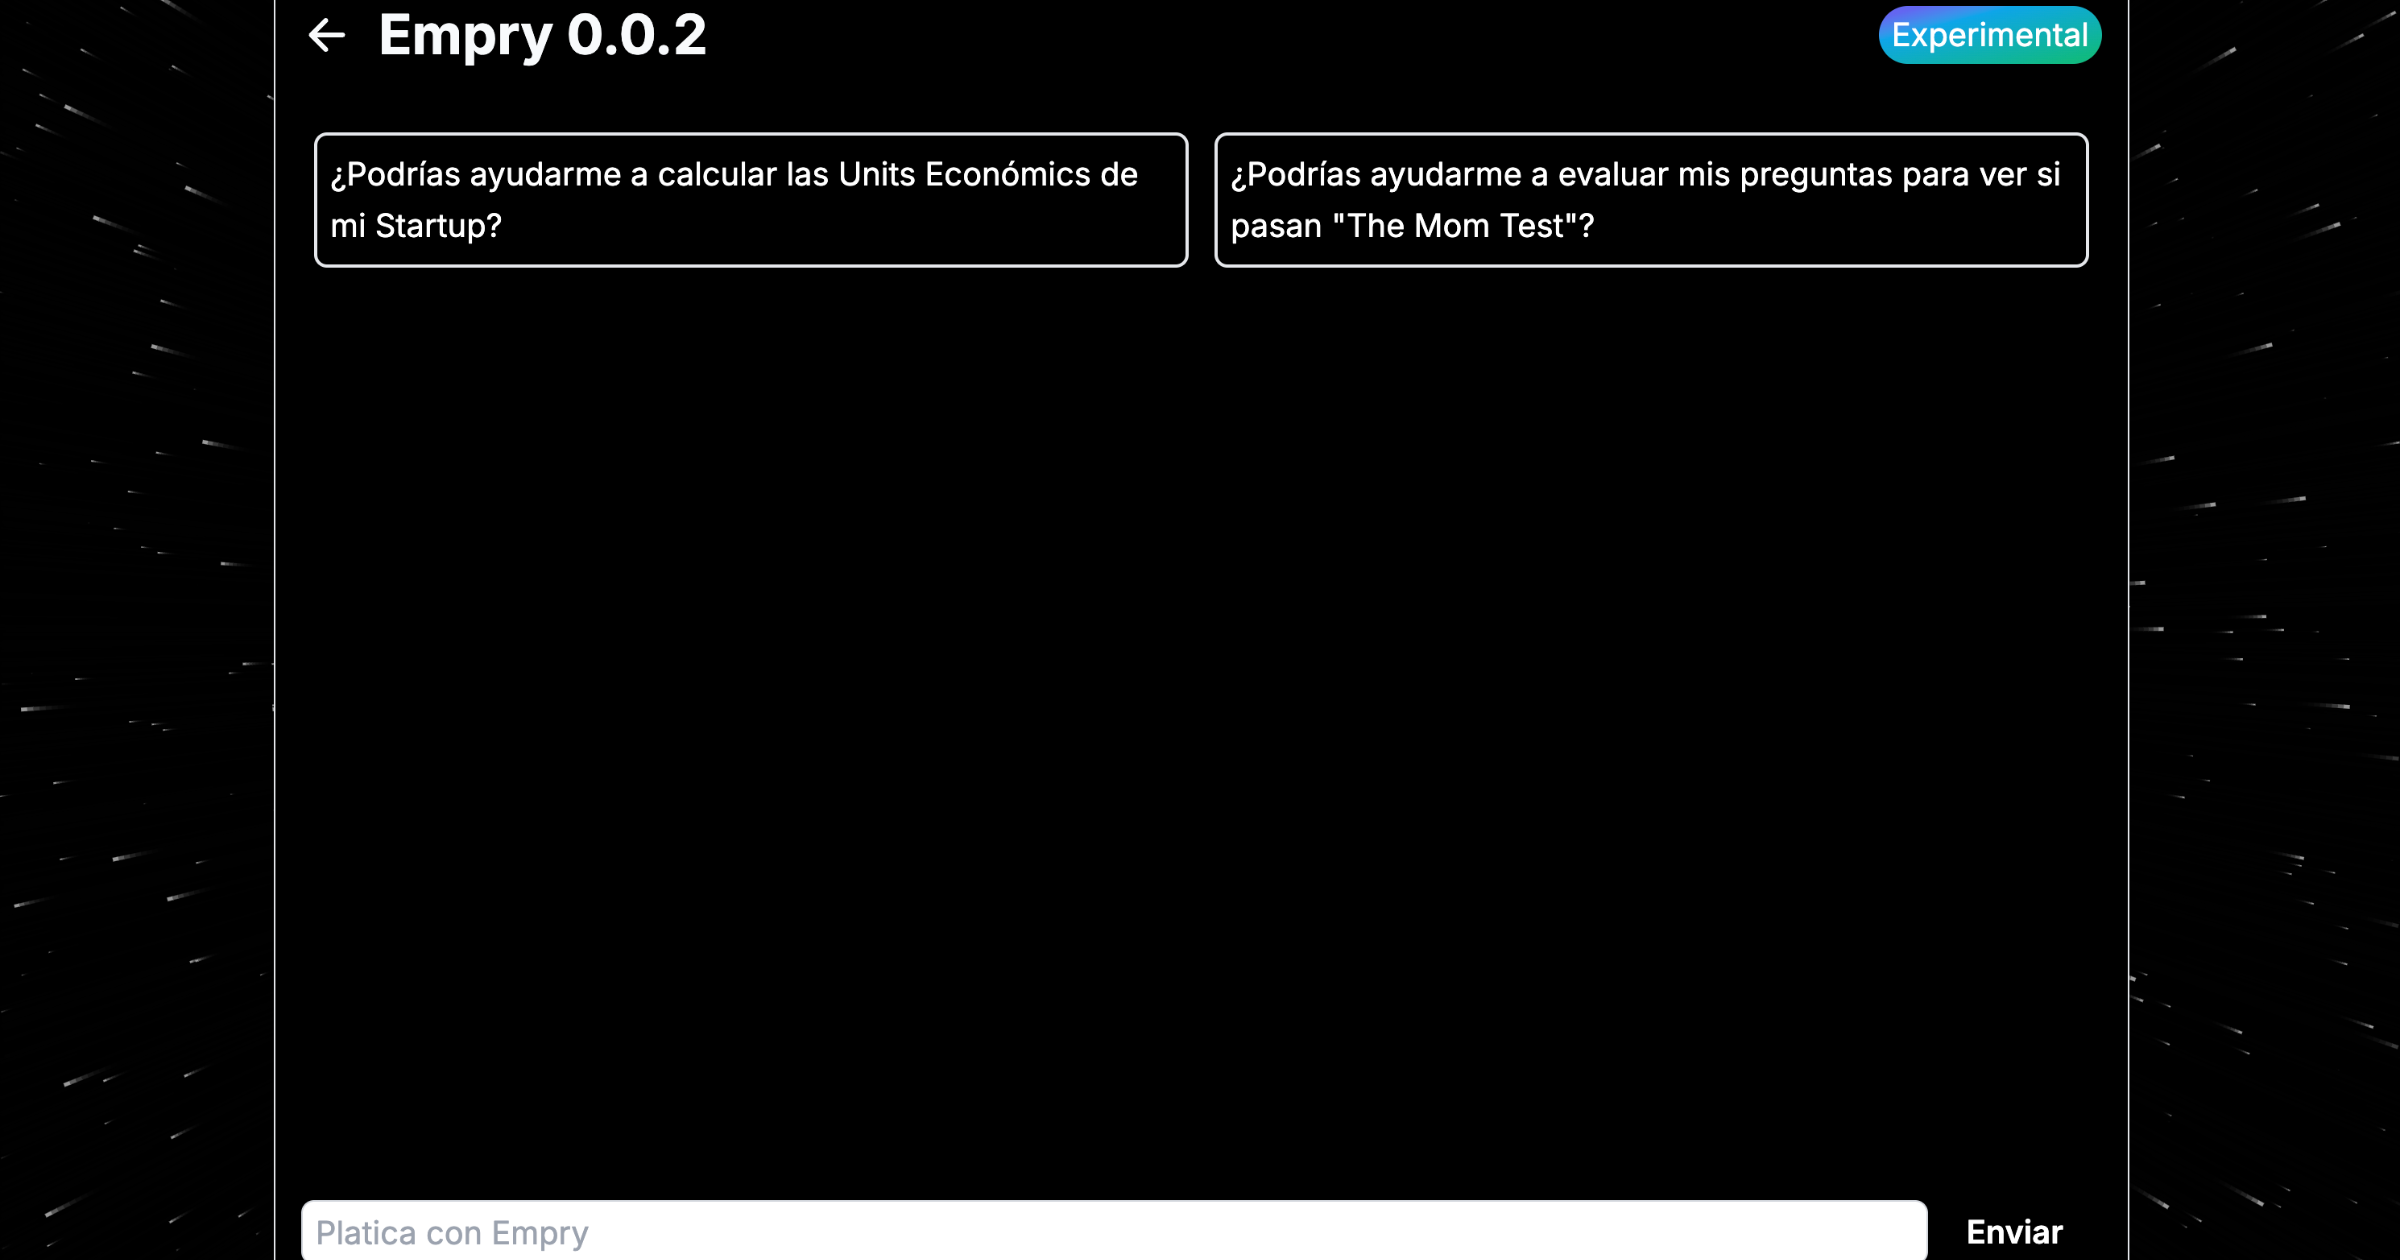 Empry 0.0.2
Experimental
¿Podrías ayudarme a calcular las Units Económics de
mi Startup?
¿Podrías ayudarme a evaluar mis preguntas para ver si
pasan "The Mom Test"?
Platica con Empry
Enviar